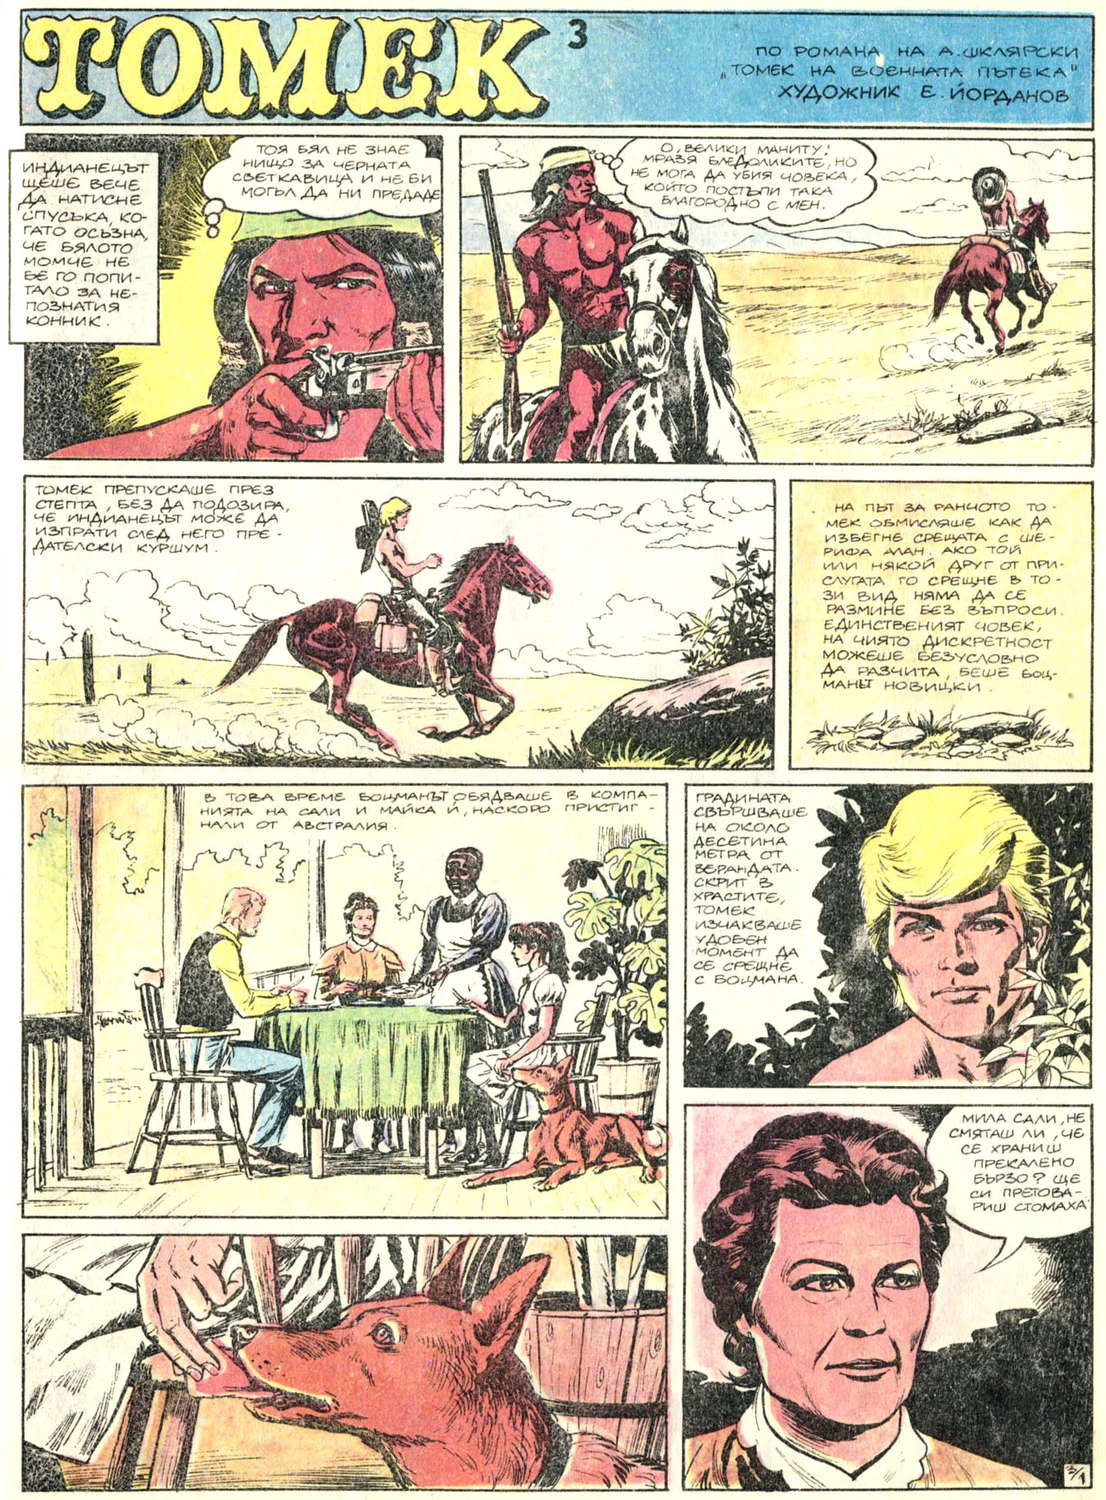 ТОМЕК
3
ПО РОМАНА НА А. ШКЛЯРСКИ
„ТОМЕК НА ВОЕННАТА ПЪТЕКА"
ХУДОЖНИК Е. ЙОРДАНОВ
ИНДИАНЕЦЪТ
ЩЕШЕ ВЕЧЕ
ДА НАТИСНЕ
СПУСЪКА, КО-
ГАТО ОСЪЗНА,
ЧЕ БЯЛОТО
МОМЧЕ НЕ
БЕ ГО ПОПИ-
ТАЛО ЗА НЕ-
ПОЗНАТИЯ
КОННИК.
ТОЯ БЯЛ НЕ ЗНАЕ
НИЩО ЗА ЧЕРНАТА
СВЕТКАВИЦА И НЕ БИ
МОГЪЛ ДА НИ ПРЕДАДЕ
О, ВЕЛИКИ МАНИТУ!
МРАЗЯ БЛЕДОЛИКИТЕ, НО
НЕ МОГА ДА УБИЯ ЧОВЕКА,
КОЙТО ПОСТЪПИ ТАКА
БЛАГОРОДНО С МЕН.
ТОМЕК ПРЕПУСКАШЕ ПРЕЗ
СТЕПТА, БЕЗ ДА ПОДОЗИРА,
ЧЕ ИНДИАНЕЦЪТ МОЖЕ ДА
ИЗПРАТИ СЛЕД НЕГО ПРЕ-
ДАТЕЛСКИ КУРШУМ.
НА ПЪТ ЗА РАНЧОТО ТО-
МЕК ОБМИСЛЯШЕ КАК ДА
ИЗБЕГНЕ СРЕЩАТА С ШЕ-
РИФА АЛАН. АКО ТОЙ
ИЛИ НЯКОЙ ДРУГ ОТ ПРИ-
СЛУГАТА ГО СРЕЩНЕ В ТО-
ЗИ ВИД НЯМА ДА СЕ
РАЗМИНЕ БЕЗ ВЪПРОСИ.
ЕДИНСТВЕНИЯТ ЧОВЕК,
НА ЧИЯТО ДИСКРЕТНОСТ
МОЖЕШЕ БЕЗУСЛОВНО
ДА РАЗЧИТА, БЕШЕ БОЦ-
МАНЪТ НОВИЦКИ.
В ТОВА ВРЕМЕ БОЦМАНЪТ ОБЯДВАШЕ В КОМПА-
НИЯТА НА САЛИ И МАЙКА Й, НАСКОРО ПРИСТИГ-
НАЛИ ОТ АВСТРАЛИЯ.
ГРАДИНАТА
СВЪРШВАШЕ
НА ОКОЛО
ДЕСЕТИНА
МЕТРА ОТ
ВЕРАНДАТА.
СКРИТ В
ХРАСТИТЕ,
ТОМЕК
ИЗЧАКВАШЕ
УДОБЕН
МОМЕНТ ДА
СЕ СРЕЩНЕ
С БОЦМАНА.
МИЛА САЛИ, НЕ
СМЯТАШ ЛИ, ЧЕ
СЕ ХРАНИШ
ПРЕКАЛЕНО
БЪРЗО? ЩЕ
СИ ПРЕТОВА-
РИШ СТОМАХА
3/1